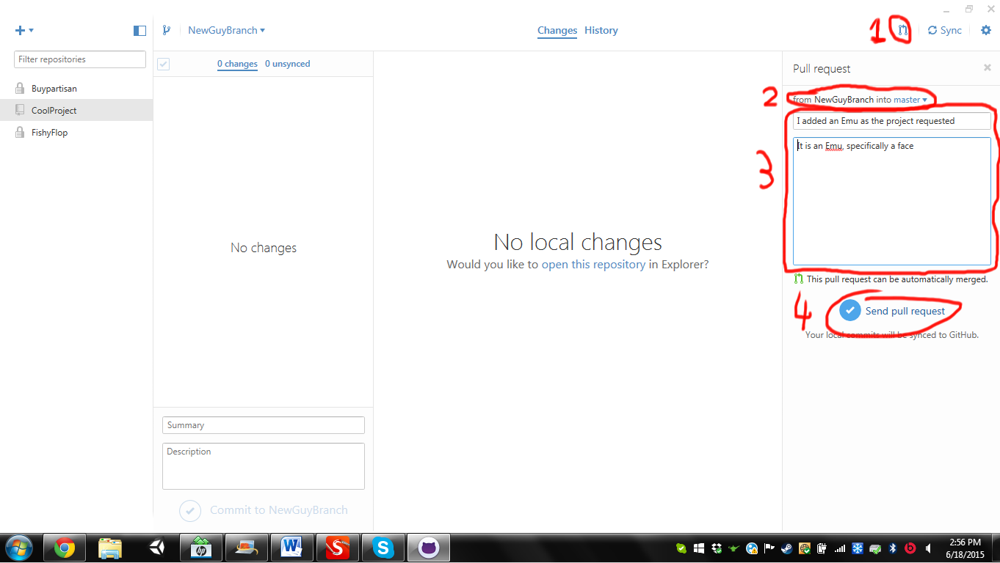 NewGuyBranch
Changes History
1
Sync
Filter repositories
0 changes 0 unsynced
Pull request
Buypartisan
CoolProject
FishyFlop
2
from NewGuyBranch into master
I added an Emu as the project requested
3
It is an Emu, specifically a face
No changes
No local changes
Would you like to open this repository in Explorer?
This pull request can be automatically merged.
4
Send pull request
Your local commits will be synced to GitHub.
Summary
Description
Commit to NewGuyBranch
hp
W
S
S
2:56 PM
6/18/2015